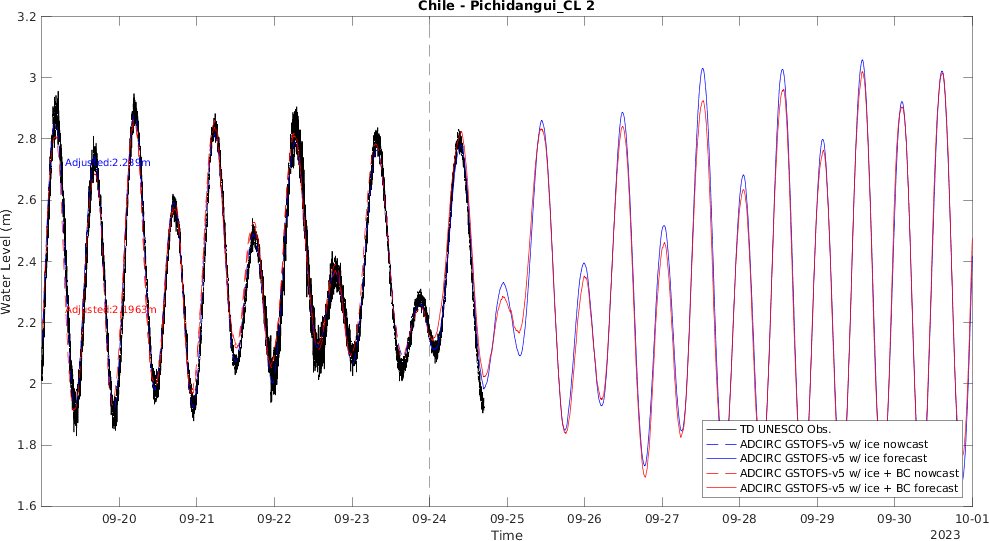 Chile - Pichidangui_CL 2
Water Level (m)
3.2
3
2.8
2.6
2.4
2.2
2
1.8
1.6
Adjusted:2.239m
Adjusted:2.1963m
TD UNESCO Obs.
ADCIRC GSTOFS-v5 w/ ice nowcast
ADCIRC GSTOFS-v5 w/ ice forecast
ADCIRC GSTOFS-v5 w/ ice + BC nowcast
ADCIRC GSTOFS-v5 w/ ice + BC forecast
09-20 09-21 09-22 09-23 09-24 09-25 09-26 09-27 09-28 09-29 09-30 10-01
Time
2023